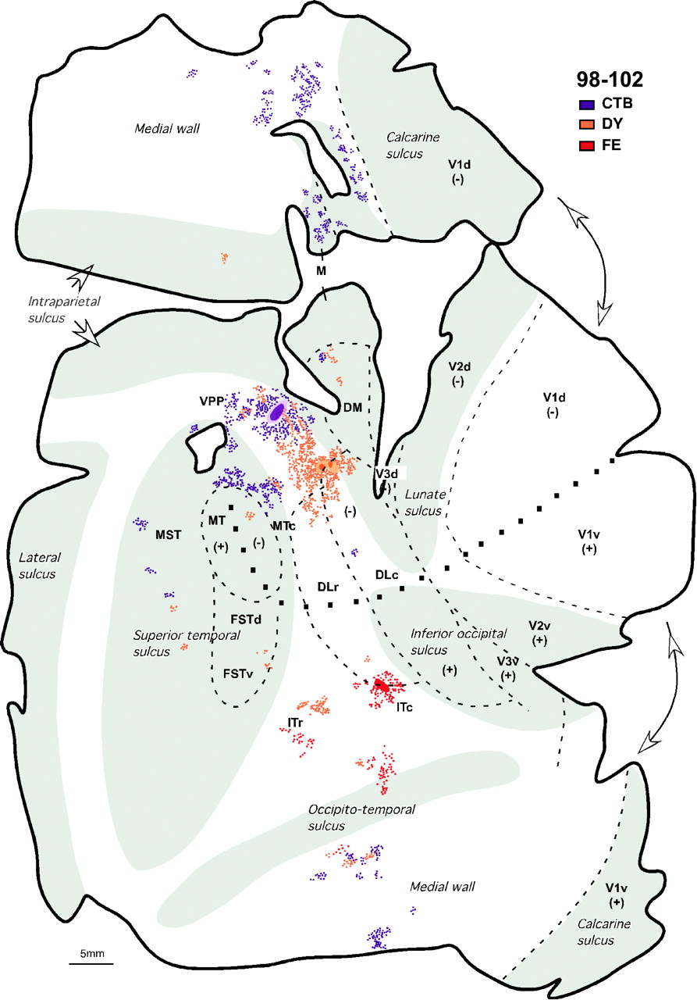 98-102
CTB
DY
FE
Medial wall
Calcarine
sulcus
V1d
(-)
M
Intraparietal
sulcus
V2d
(-)
VPP
DM
V1d
(-)
V3d
(-)
Lunate
sulcus
(-)
MT
MTc
(+)
(-)
MST
V1v
(+)
Lateral
sulcus
DLr
DLc
FSTd
Superior temporal
sulcus
Inferior occipital
sulcus
V2v
(+)
V3v
(+)
(+)
FSTv
ITc
ITr
Occipito-temporal
sulcus
Medial wall
V1v
(+)
Calcarine
sulcus
5mm